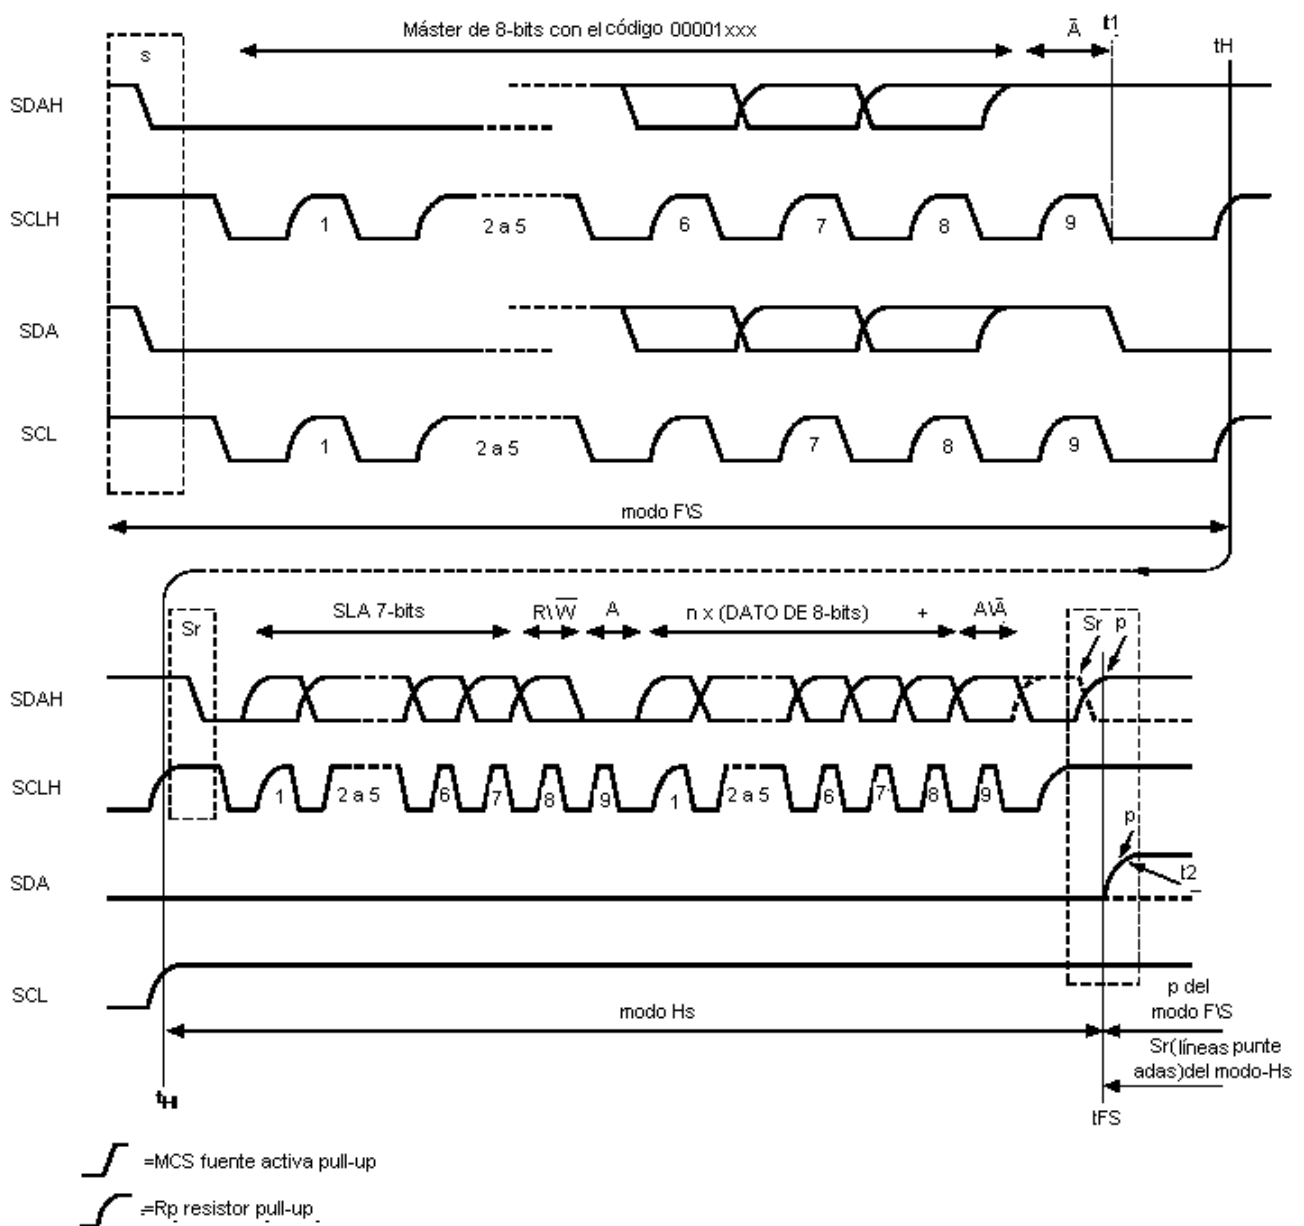 Máster de 8-bits con el código 00001xxx
Ā
t1
tH
s
SDAH
SCLH
1
2 a 5
6
7
8
9
SDA
SCL
1
2 a 5
7
8
9
modo F\S
SLA 7-bits
R\W̅
A
n x (DATO DE 8-bits)
+
A\Ā
Sr
Sr
p
SDAH
SCLH
1
2 a 5
6
7
8
9
1
2 a 5
6
7
8
9
p
SDA
t2
SCL
p del
modo F\S
modo Hs
Sr(líneas punte
adas)del modo-Hs
tH
tFS
=MCS fuente activa pull-up
=Rp resistor pull-up